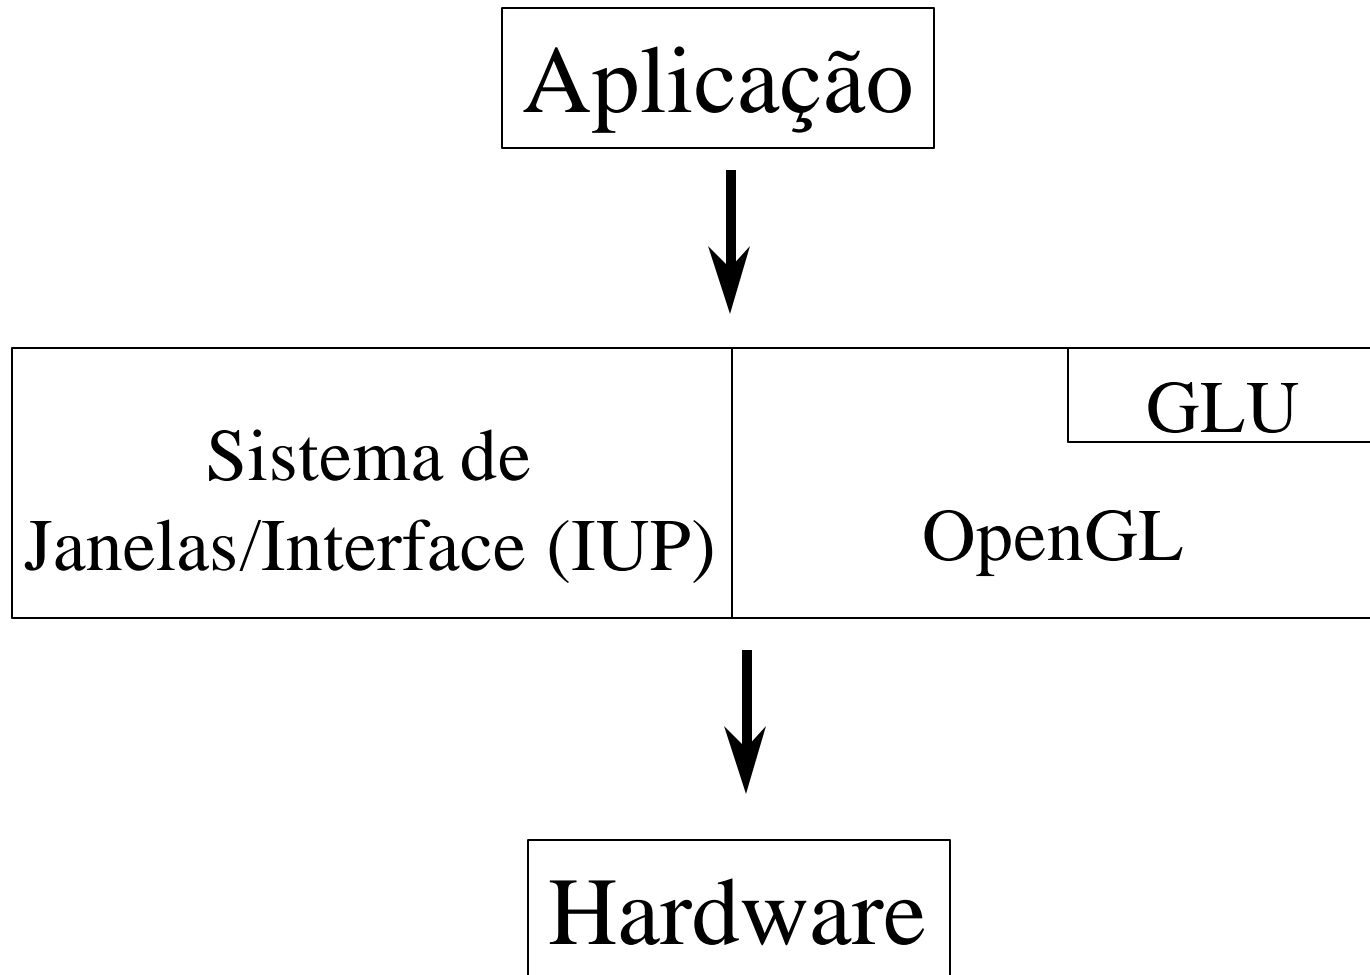 Aplicação
GLU
Sistema de
Janelas/Interface (IUP)
OpenGL
Hardware